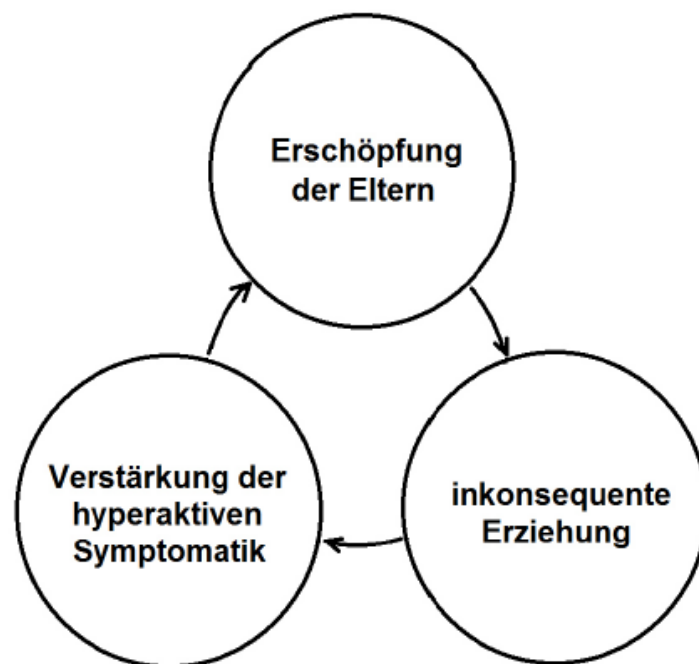 Erschöpfung
der Eltern
Verstärkung der
hyperaktiven
Symptomatik
inkonsequente
Erziehung